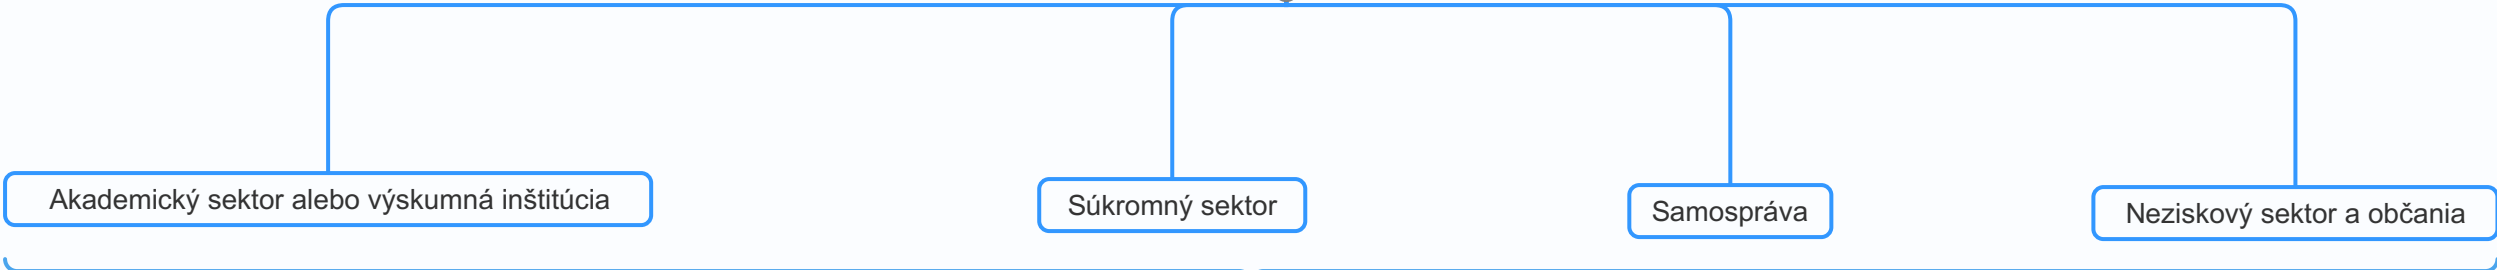 Akademický sektor alebo výskumná inštitúcia
Súkromný sektor
Samospráva
Neziskový sektor a občania